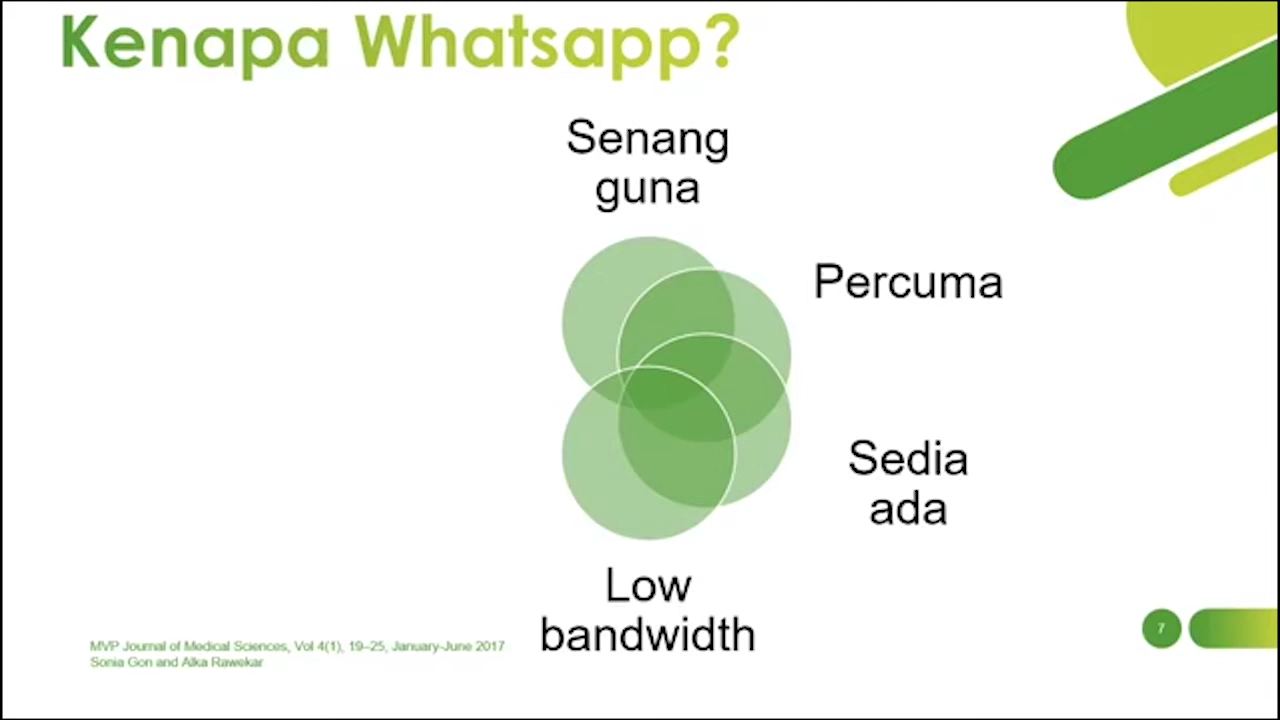 Kenapa Whatsapp?
Senang
guna
Percuma
Sedia
ada
Low
bandwidth
MVP Journal of Medical Sciences, Vol 4(1), 19–25, January-June 2017
Sonia Gon and Alka Rawekar
7